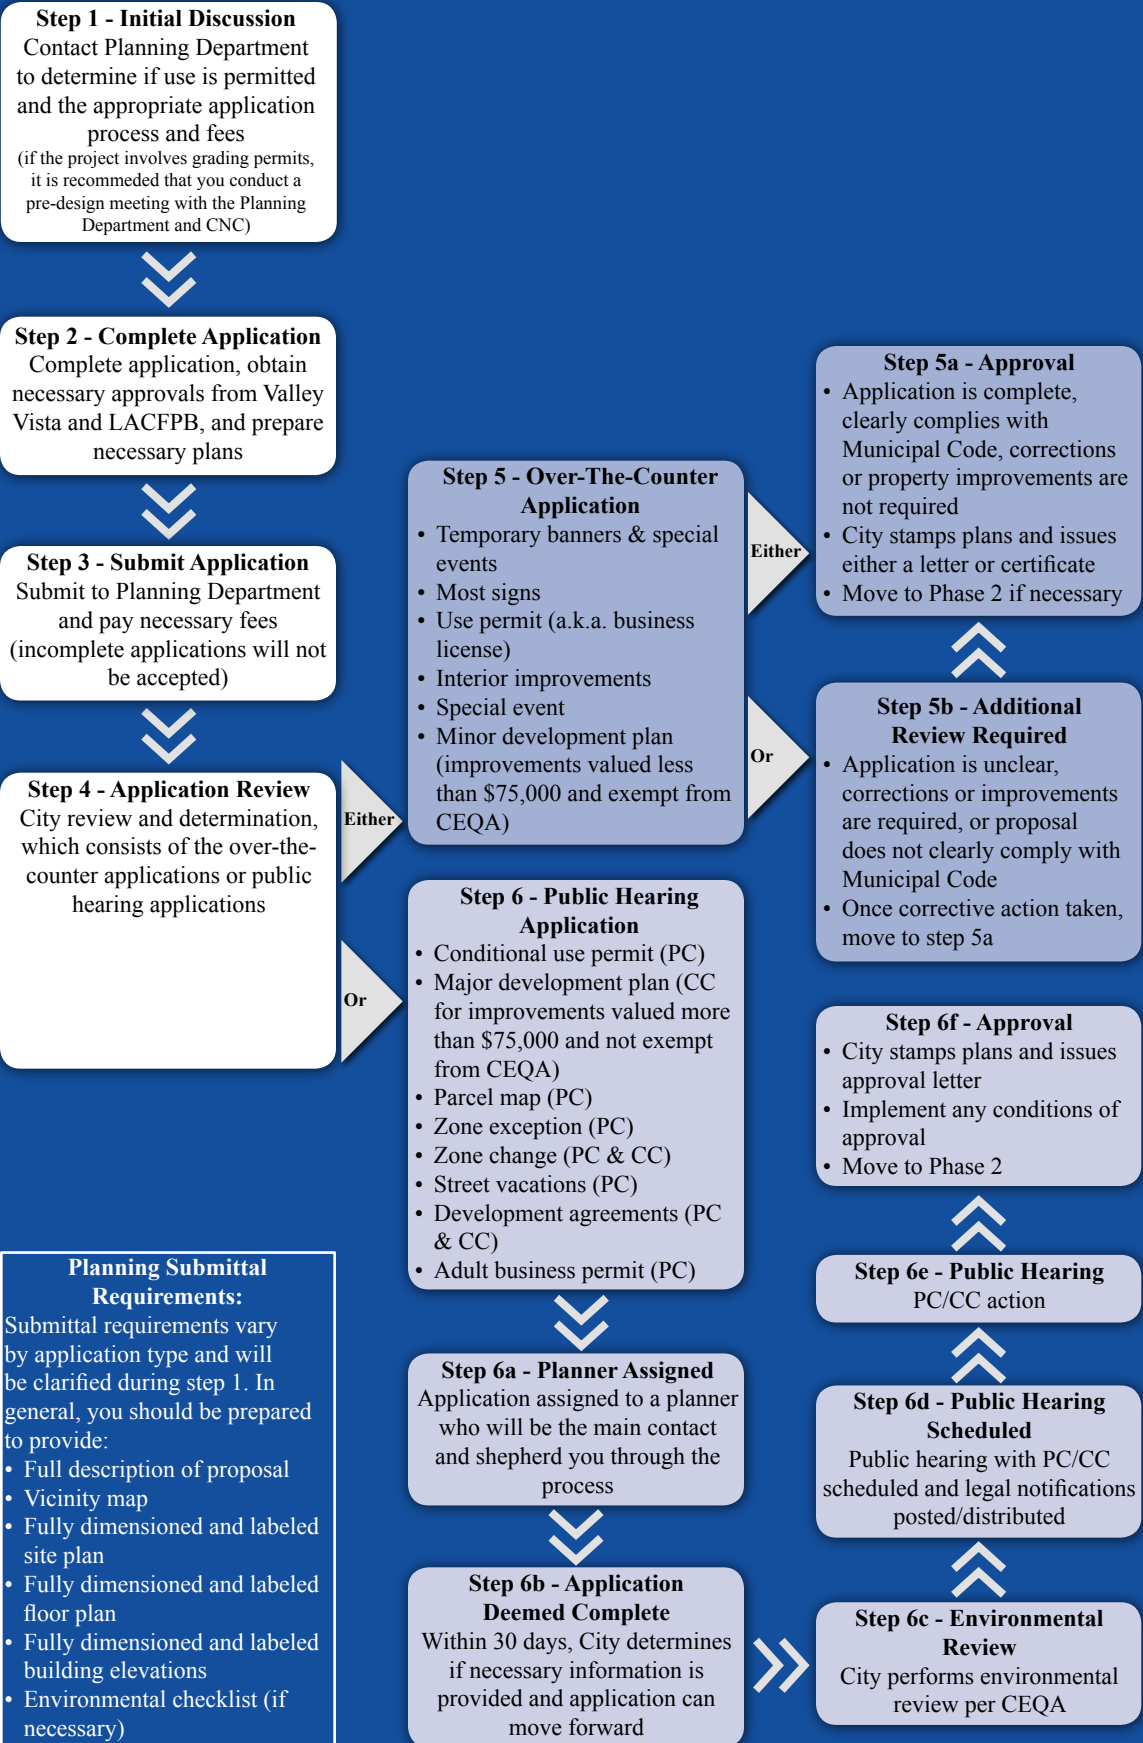 Step 1 - Initial Discussion
Contact Planning Department
to determine if use is permitted
and the appropriate application
process and fees
(if the project involves grading permits,
it is recommeded that you conduct a
pre-design meeting with the Planning
Department and CNC)
Step 2 - Complete Application
Complete application, obtain
necessary approvals from Valley
Vista and LACFPB, and prepare
necessary plans
Step 3 - Submit Application
Submit to Planning Department
and pay necessary fees
(incomplete applications will not
be accepted)
Step 4 - Application Review
City review and determination,
which consists of the over-the-
counter applications or public
hearing applications
Either
Or
Step 5 - Over-The-Counter
Application
• Temporary banners & special
events
• Most signs
• Use permit (a.k.a. business
license)
• Interior improvements
• Special event
• Minor development plan
(improvements valued less
than $75,000 and exempt from
CEQA)
Either
Or
Step 5a - Approval
• Application is complete,
clearly complies with
Municipal Code, corrections
or property improvements are
not required
• City stamps plans and issues
either a letter or certificate
• Move to Phase 2 if necessary
Step 5b - Additional
Review Required
• Application is unclear,
corrections or improvements
are required, or proposal
does not clearly comply with
Municipal Code
• Once corrective action taken,
move to step 5a
Step 6 - Public Hearing
Application
• Conditional use permit (PC)
• Major development plan (CC
for improvements valued more
than $75,000 and not exempt
from CEQA)
• Parcel map (PC)
• Zone exception (PC)
• Zone change (PC & CC)
• Street vacations (PC)
• Development agreements (PC
& CC)
• Adult business permit (PC)
Step 6a - Planner Assigned
Application assigned to a planner
who will be the main contact
and shepherd you through the
process
Step 6b - Application
Deemed Complete
Within 30 days, City determines
if necessary information is
provided and application can
move forward
Step 6c - Environmental
Review
City performs environmental
review per CEQA
Step 6d - Public Hearing
Scheduled
Public hearing with PC/CC
scheduled and legal notifications
posted/distributed
Step 6e - Public Hearing
PC/CC action
Step 6f - Approval
• City stamps plans and issues
approval letter
• Implement any conditions of
approval
• Move to Phase 2
Planning Submittal
Requirements:
Submittal requirements vary
by application type and will
be clarified during step 1. In
general, you should be prepared
to provide:
• Full description of proposal
• Vicinity map
• Fully dimensioned and labeled
site plan
• Fully dimensioned and labeled
floor plan
• Fully dimensioned and labeled
building elevations
• Environmental checklist (if
necessary)